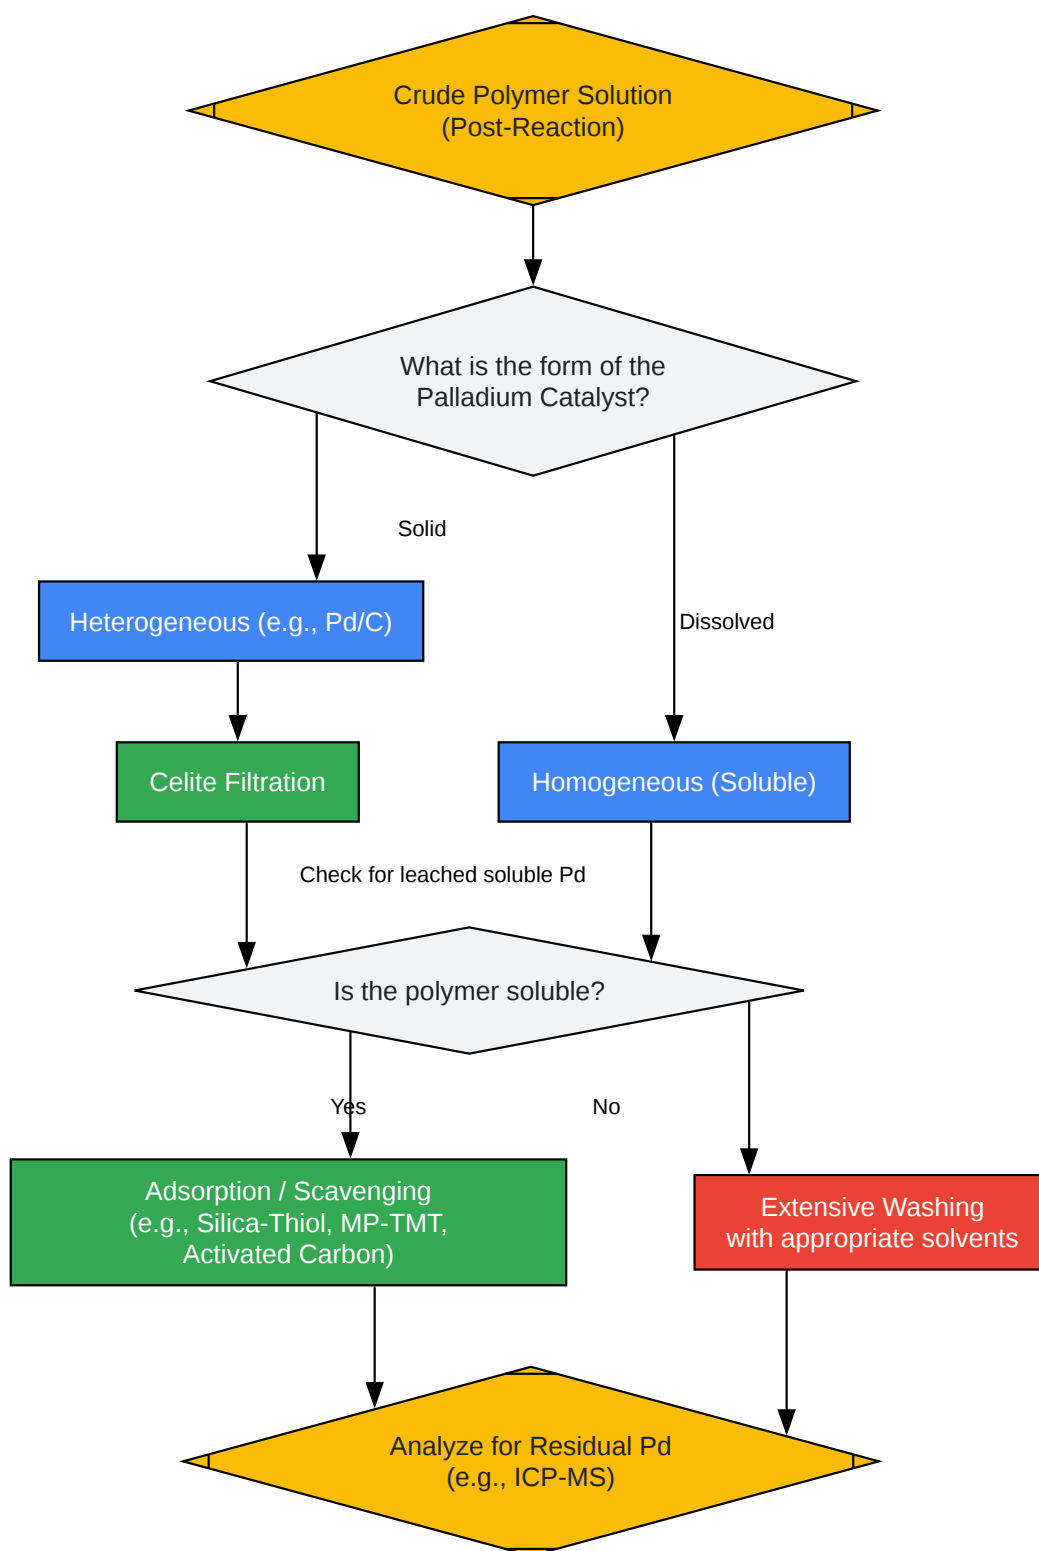 Crude Polymer Solution
(Post-Reaction)
What is the form of the
Palladium Catalyst?
Solid
Heterogeneous (e.g., Pd/C)
Dissolved
Celite Filtration
Homogeneous (Soluble)
Check for leached soluble Pd
Is the polymer soluble?
Yes
No
Adsorption / Scavenging
(e.g., Silica-Thiol, MP-TMT,
Activated Carbon)
Extensive Washing
with appropriate solvents
Analyze for Residual Pd
(e.g., ICP-MS)